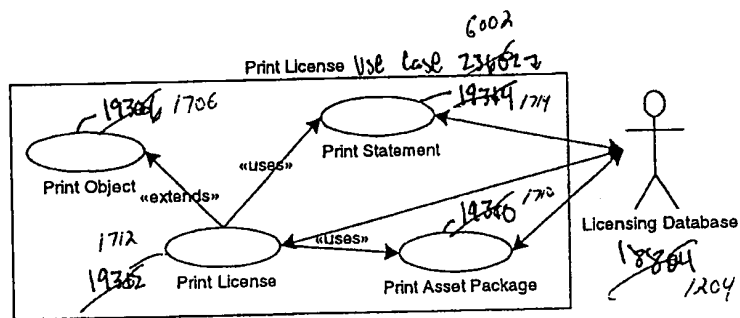 6002
Print License Use Case
1706
1714
Print Statement
«uses»
Print Object
«extends»
1710
Licensing Database
1712
«uses»
Print License
Print Asset Package
1204